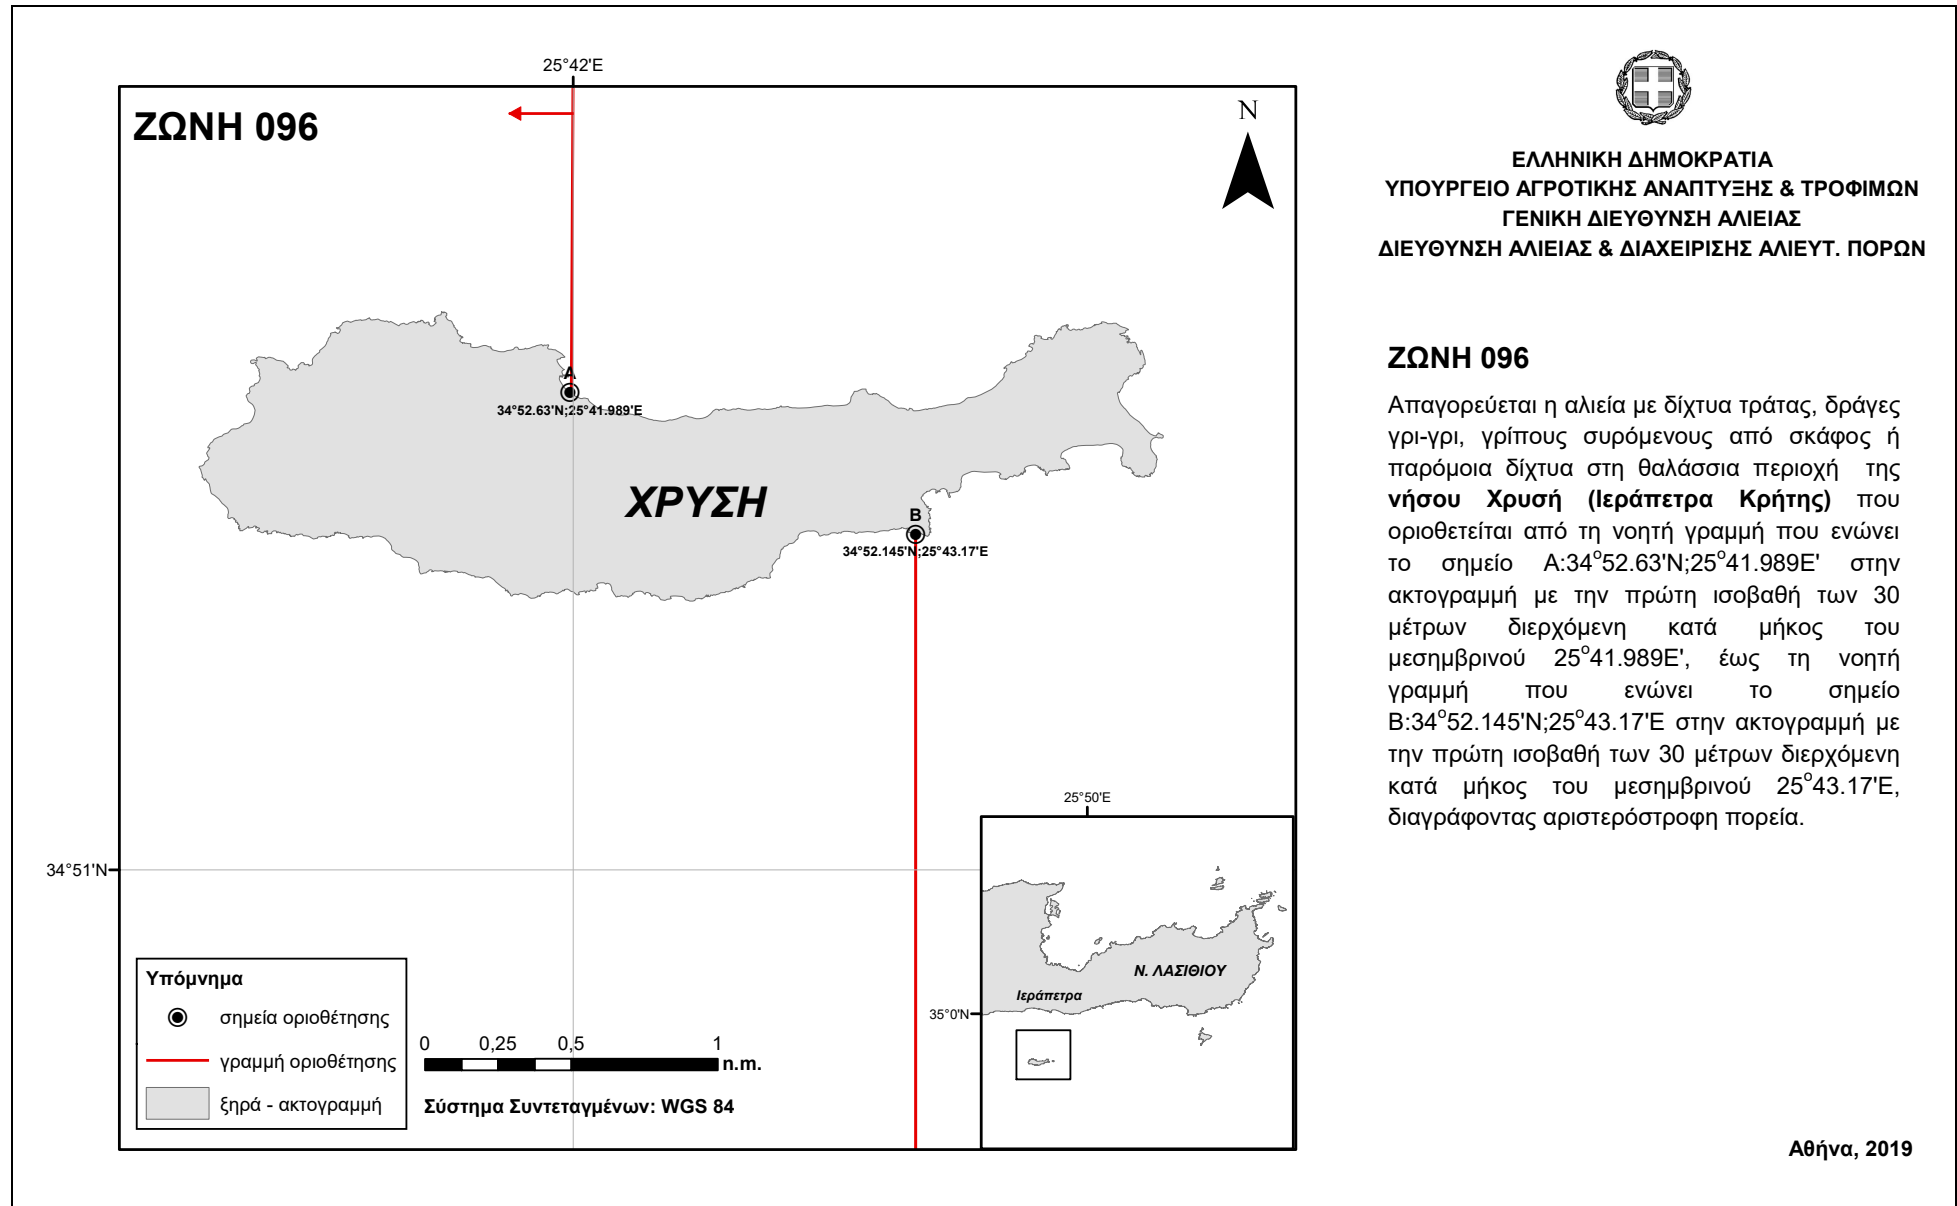 25°42'E
ΖΩΝΗ 096
N
A
34°52.63'N;25°41.989'E
ΧΡΥΣΗ
B
34°52.145'N;25°43.17'E
34°51'N
25°50'E
Ν. ΛΑΣΙΘΙΟΥ
Ιεράπετρα
35°0'N
Υπόμνημα
σημεία οριοθέτησης
γραμμή οριοθέτησης
ξηρά - ακτογραμμή
0 0,25 0,5 1
n.m.
Σύστημα Συντεταγμένων: WGS 84
ΕΛΛΗΝΙΚΗ ΔΗΜΟΚΡΑΤΙΑ
ΥΠΟΥΡΓΕΙΟ ΑΓΡΟΤΙΚΗΣ ΑΝΑΠΤΥΞΗΣ & ΤΡΟΦΙΜΩΝ
ΓΕΝΙΚΗ ΔΙΕΥΘΥΝΣΗ ΑΛΙΕΙΑΣ
ΔΙΕΥΘΥΝΣΗ ΑΛΙΕΙΑΣ & ΔΙΑΧΕΙΡΙΣΗΣ ΑΛΙΕΥΤ. ΠΟΡΩΝ
ΖΩΝΗ 096
Απαγορεύεται η αλιεία με δίχτυα τράτας, δράγες
γρι-γρι, γρίπους συρόμενους από σκάφος ή
παρόμοια δίχτυα στη θαλάσσια περιοχή της
νήσου Χρυσή (Ιεράπετρα Κρήτης) που
οριοθετείται από τη νοητή γραμμή που ενώνει
το σημείο Α:34°52.63'N;25°41.989E' στην
ακτογραμμή με την πρώτη ισοβαθή των 30
μέτρων διερχόμενη κατά μήκος του
μεσημβρινού 25°41.989E', έως τη νοητή
γραμμή που ενώνει το σημείο
Β:34°52.145'N;25°43.17'E στην ακτογραμμή με
την πρώτη ισοβαθή των 30 μέτρων διερχόμενη
κατά μήκος του μεσημβρινού 25°43.17'E,
διαγράφοντας αριστερόστροφη πορεία.
Αθήνα, 2019